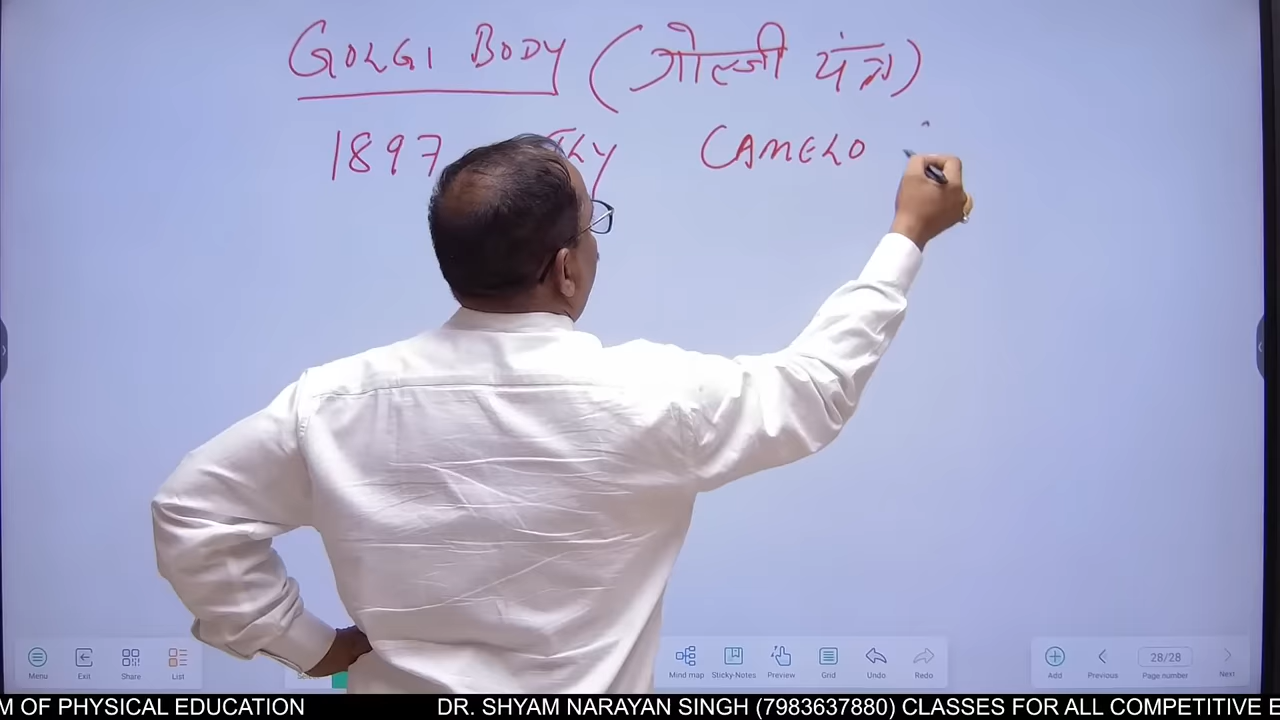 GOLGI BODY (गोल्जी यंत्र)
1897 CAMELO
Menu Exit Share List Mind map Sticky-Notes Preview Grid Undo Redo Add Previous 28/28 Page number Next
M OF PHYSICAL EDUCATION DR. SHYAM NARAYAN SINGH (7983637880) CLASSES FOR ALL COMPETITIVE E